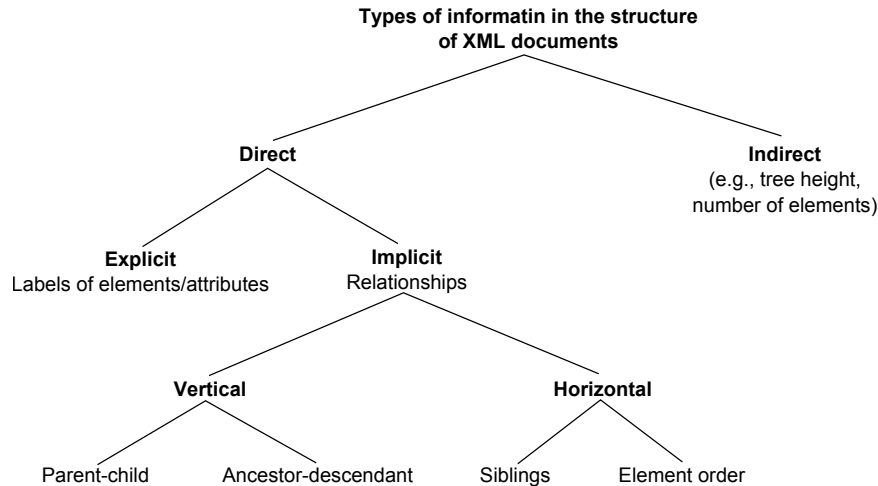 Types of informatin in the structure
of XML documents
Direct
Indirect
(e.g., tree height,
number of elements)
Explicit
Labels of elements/attributes
Implicit
Relationships
Vertical
Horizontal
Parent-child
Ancestor-descendant
Siblings
Element order